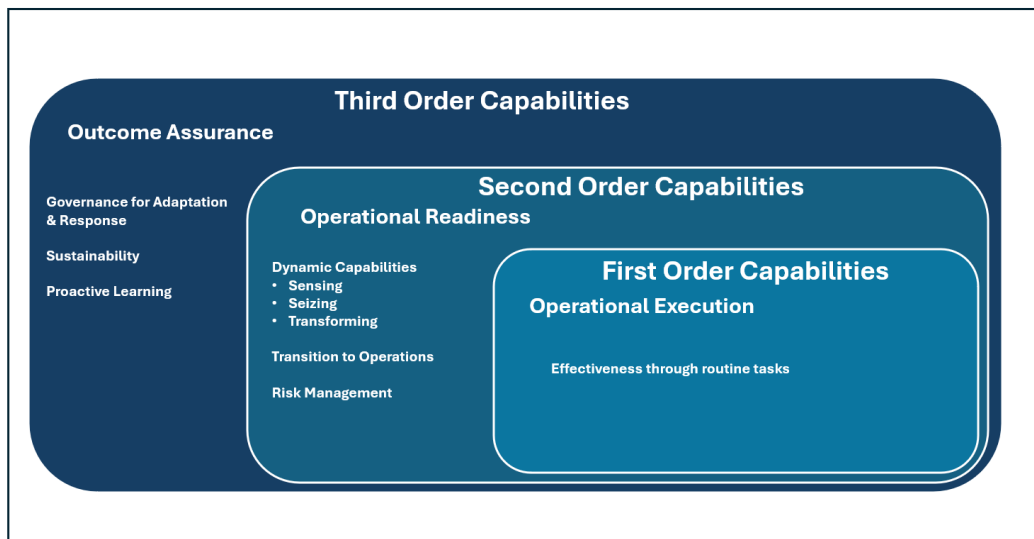 Third Order Capabilities
Outcome Assurance
Governance for Adaptation
& Response
Sustainability
Proactive Learning
Second Order Capabilities
Operational Readiness
Dynamic Capabilities
• Sensing
• Seizing
• Transforming
Transition to Operations
Risk Management
First Order Capabilities
Operational Execution
Effectiveness through routine tasks